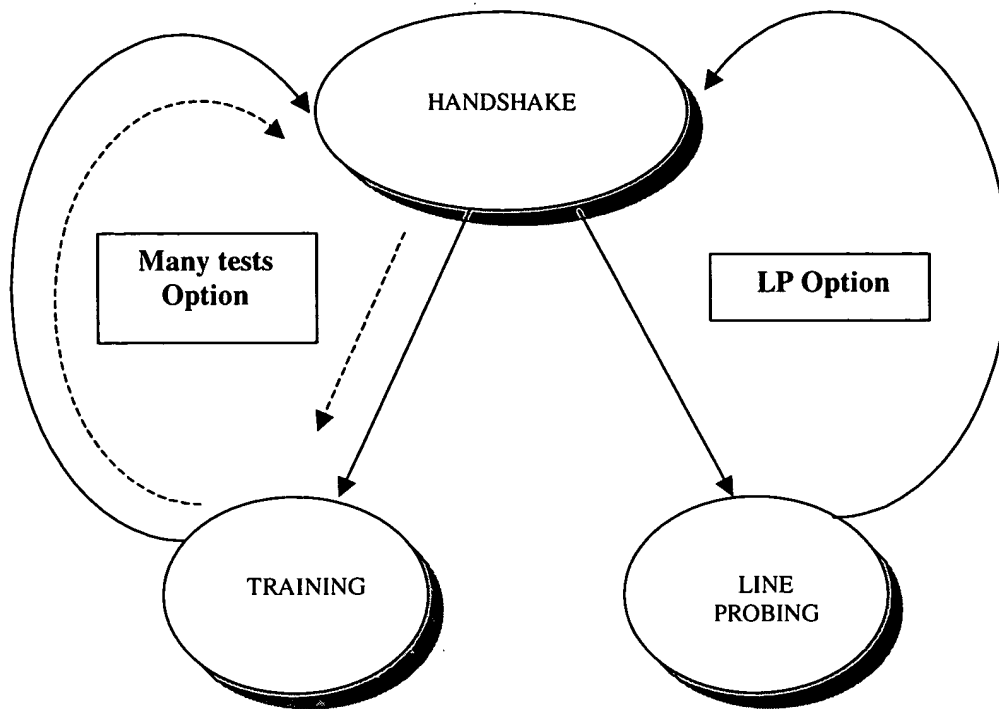 HANDSHAKE
Many tests
Option
LP Option
TRAINING
LINE
PROBING